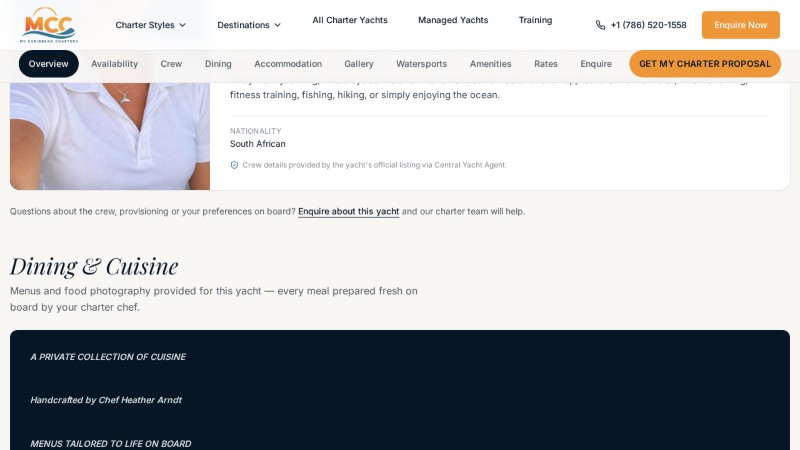 MCC
MY CARIBBEAN CHARTERS
Charter Styles
Destinations
All Charter Yachts
Managed Yachts
Training
+1 (786) 520-1558
Enquire Now
Overview
Availability
Crew
Dining
Accommodation
Gallery
Watersports
Amenities
Rates
Enquire
GET MY CHARTER PROPOSAL
fitness training, fishing, hiking, or simply enjoying the ocean.
NATIONALITY
South African
Crew details provided by the yacht's official listing via Central Yacht Agent.
Questions about the crew, provisioning or your preferences on board? Enquire about this yacht and our charter team will help.
Dining & Cuisine
Menus and food photography provided for this yacht — every meal prepared fresh on
board by your charter chef.
A PRIVATE COLLECTION OF CUISINE
Handcrafted by Chef Heather Arndt
MENUS TAILORED TO LIFE ON BOARD